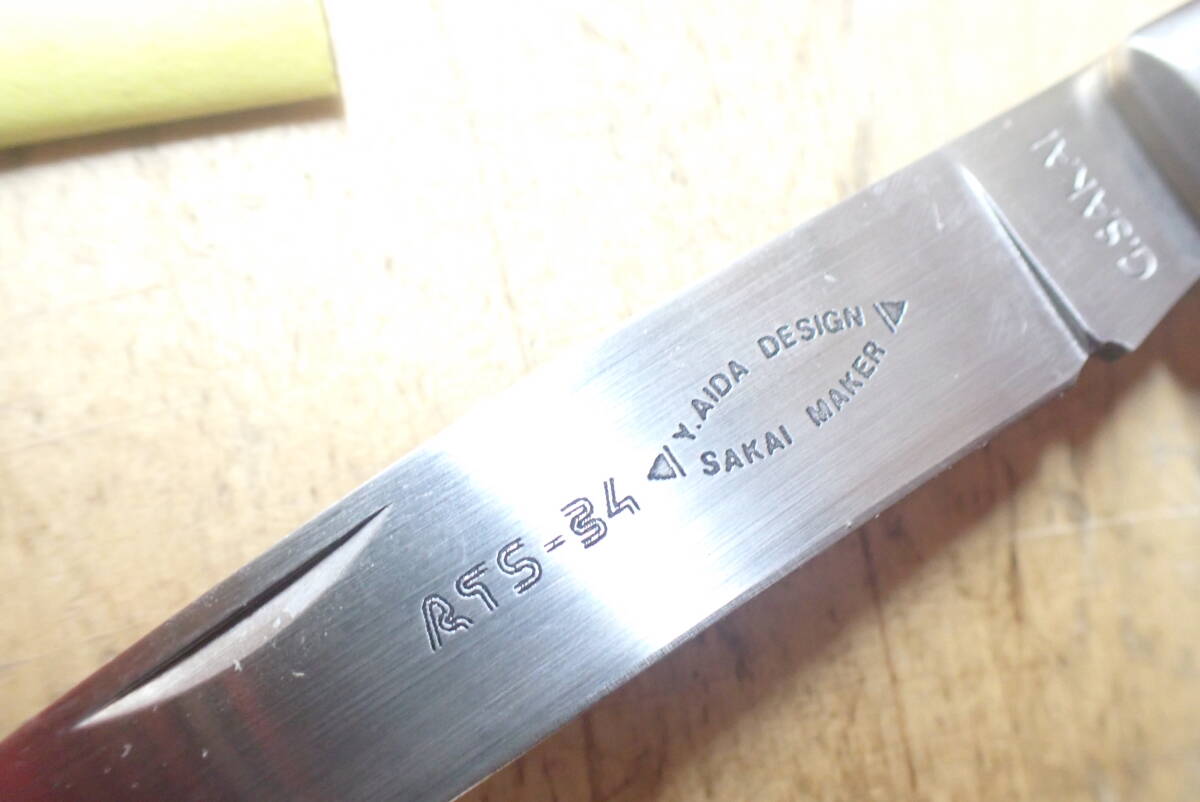 G.SAKAI
Y.AIDA DESIGN
SAKAI MAKER
ATS-34